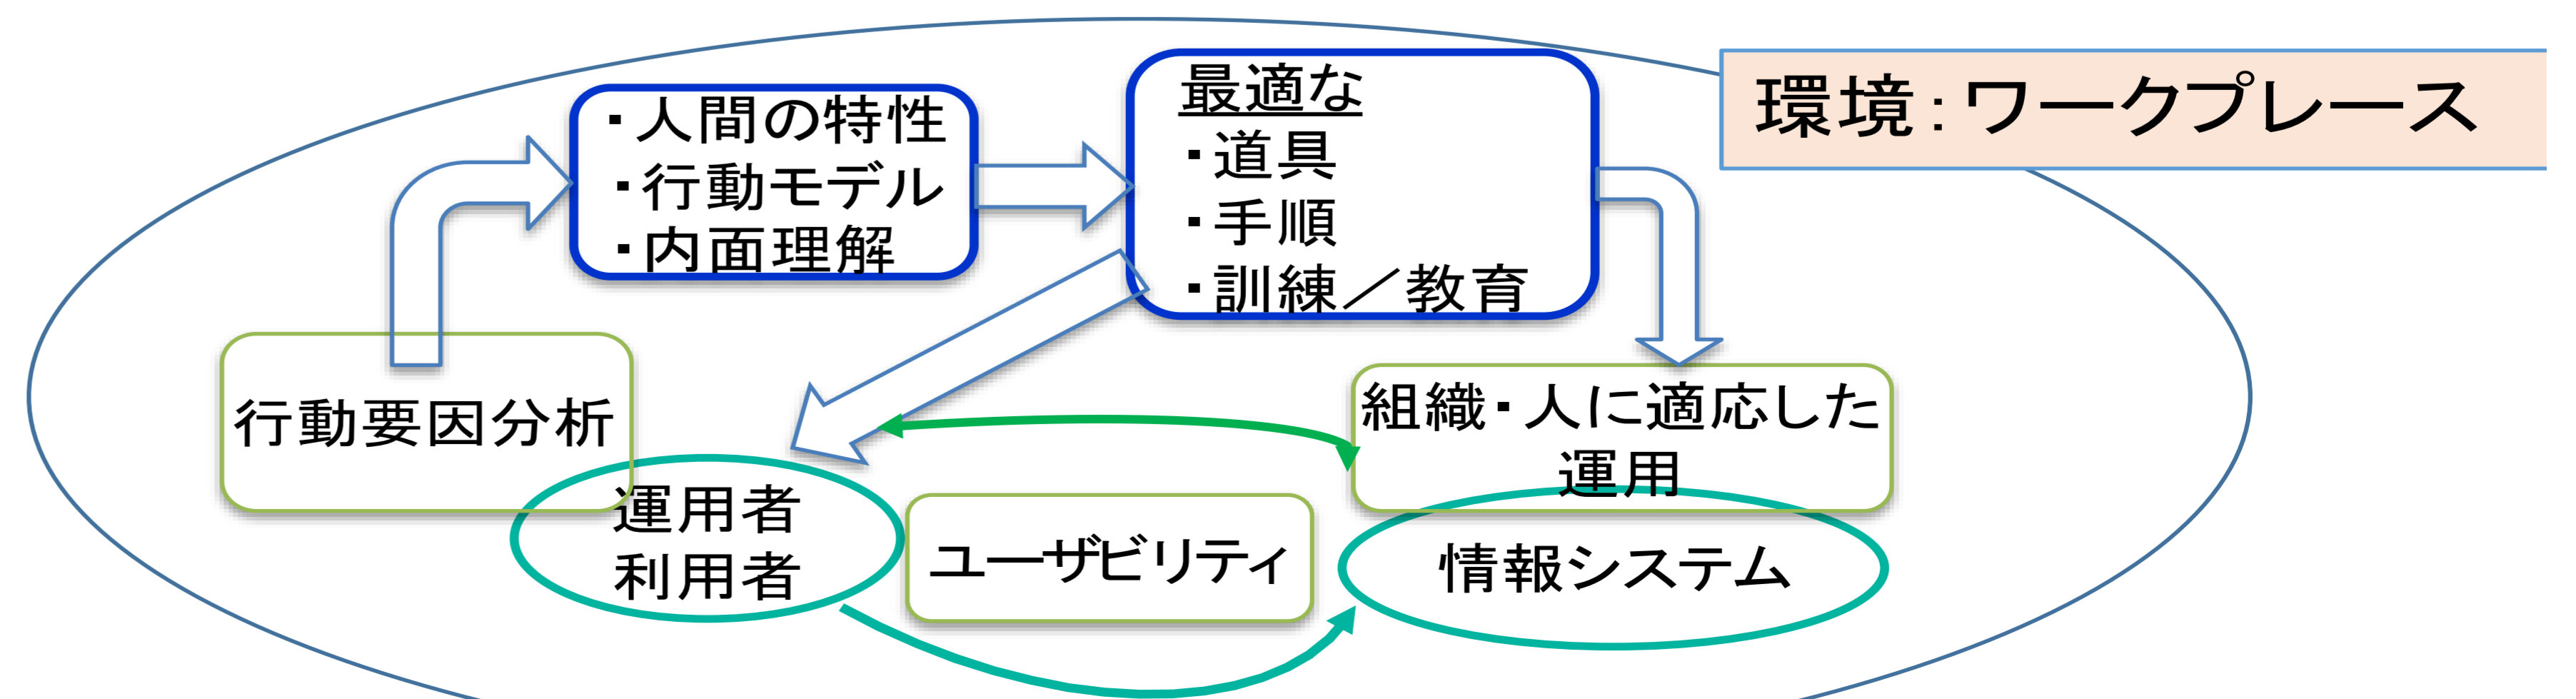 環境:ワークプレース
・人間の特性
・行動モデル
・内面理解
最適な
・道具
・手順
・訓練/教育
行動要因分析
組織・人に適応した
運用
運用者
利用者
ユーザビリティ
情報システム